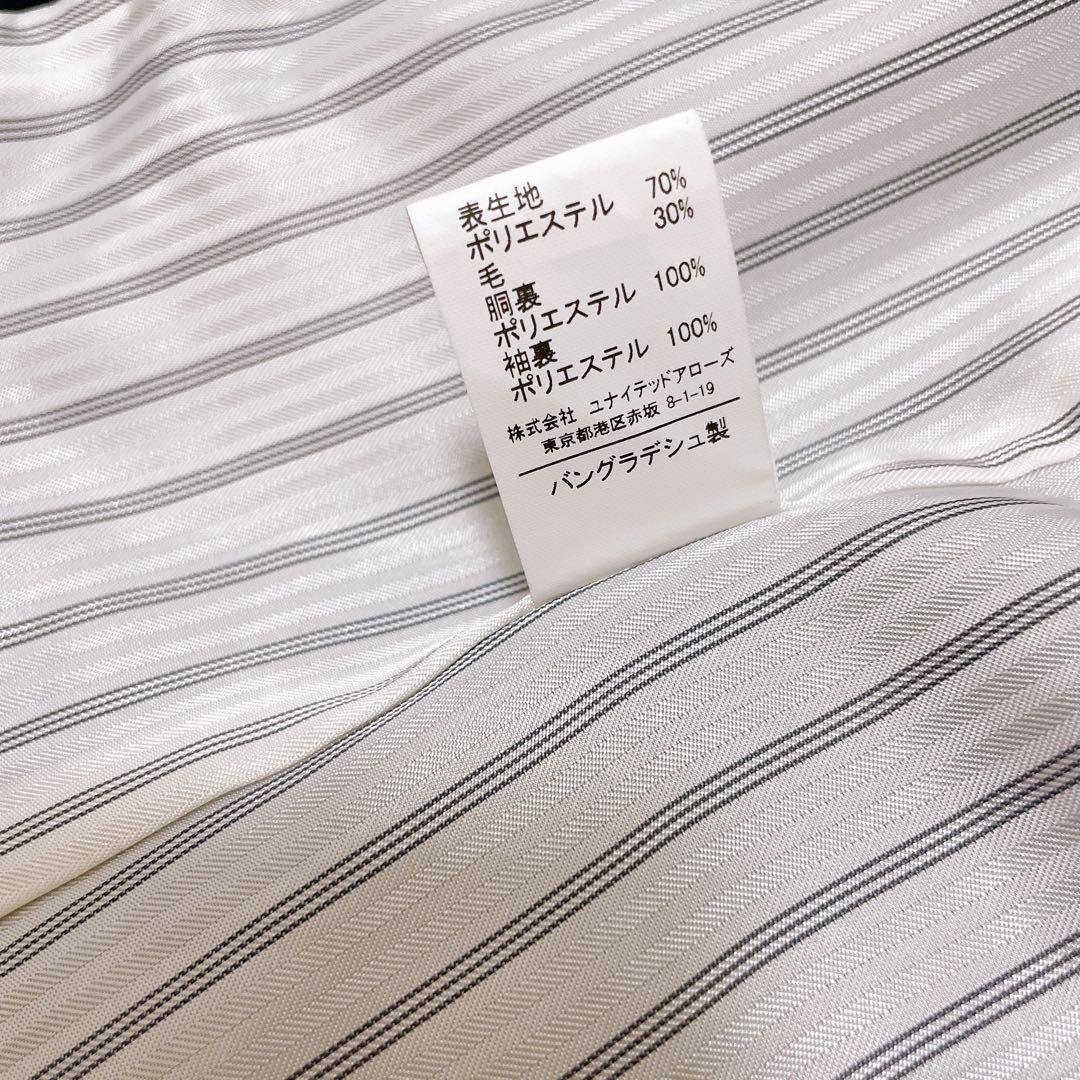 表生地
ポリエステル 70%
毛 30%
胴裏
ポリエステル 100%
袖裏
ポリエステル 100%
株式会社 ユナイテッドアローズ
東京都港区赤坂 8-1-19
バングラデシュ製